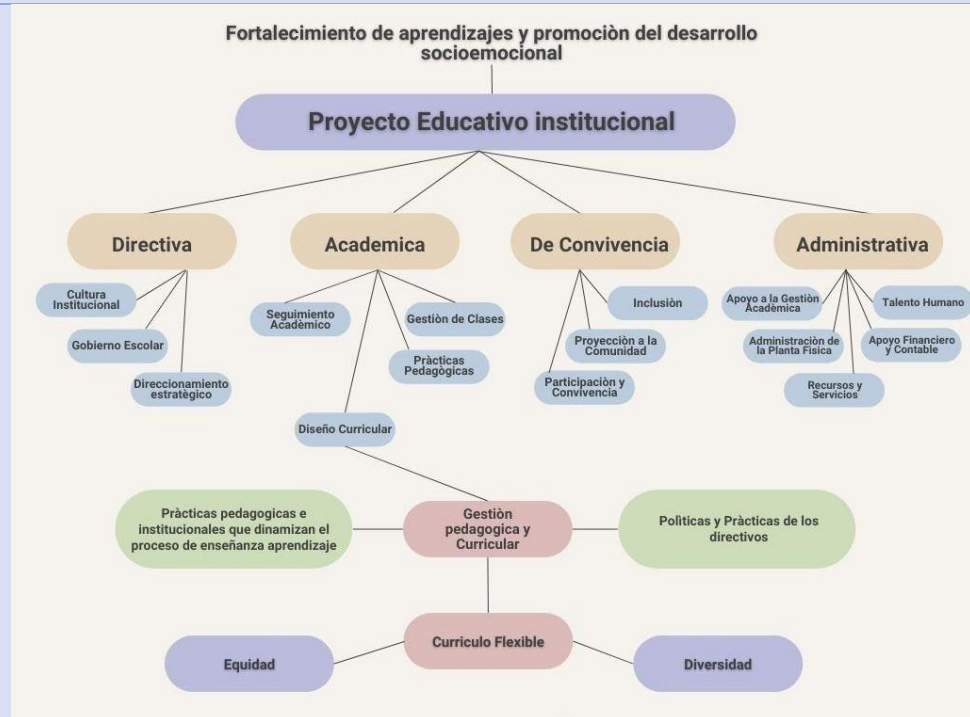 Fortalecimiento de aprendizajes y promociòn del desarrollo
socioemocional
Proyecto Educativo institucional
Directiva
Academica
De Convivencia
Administrativa
Cultura
Institucional
Gobierno Escolar
Direccionamiento
estratègico
Seguimiento
Acadèmico
Gestiòn de Clases
Pràcticas
Pedagògicas
Diseño Curricular
Inclusiòn
Proyecciòn a la
Comunidad
Participaciòn y
Convivencia
Apoyo a la Gestiòn
Acadèmica
Talento Humano
Administraciòn de
la Planta Fisica
Apoyo Financiero
y Contable
Recursos y
Servicios
Pràcticas pedagogicas e
institucionales que dinamizan el
proceso de enseñanza aprendizaje
Gestiòn
pedagogica y
Curricular
Polìticas y Pràcticas de los
directivos
Curriculo Flexible
Equidad
Diversidad